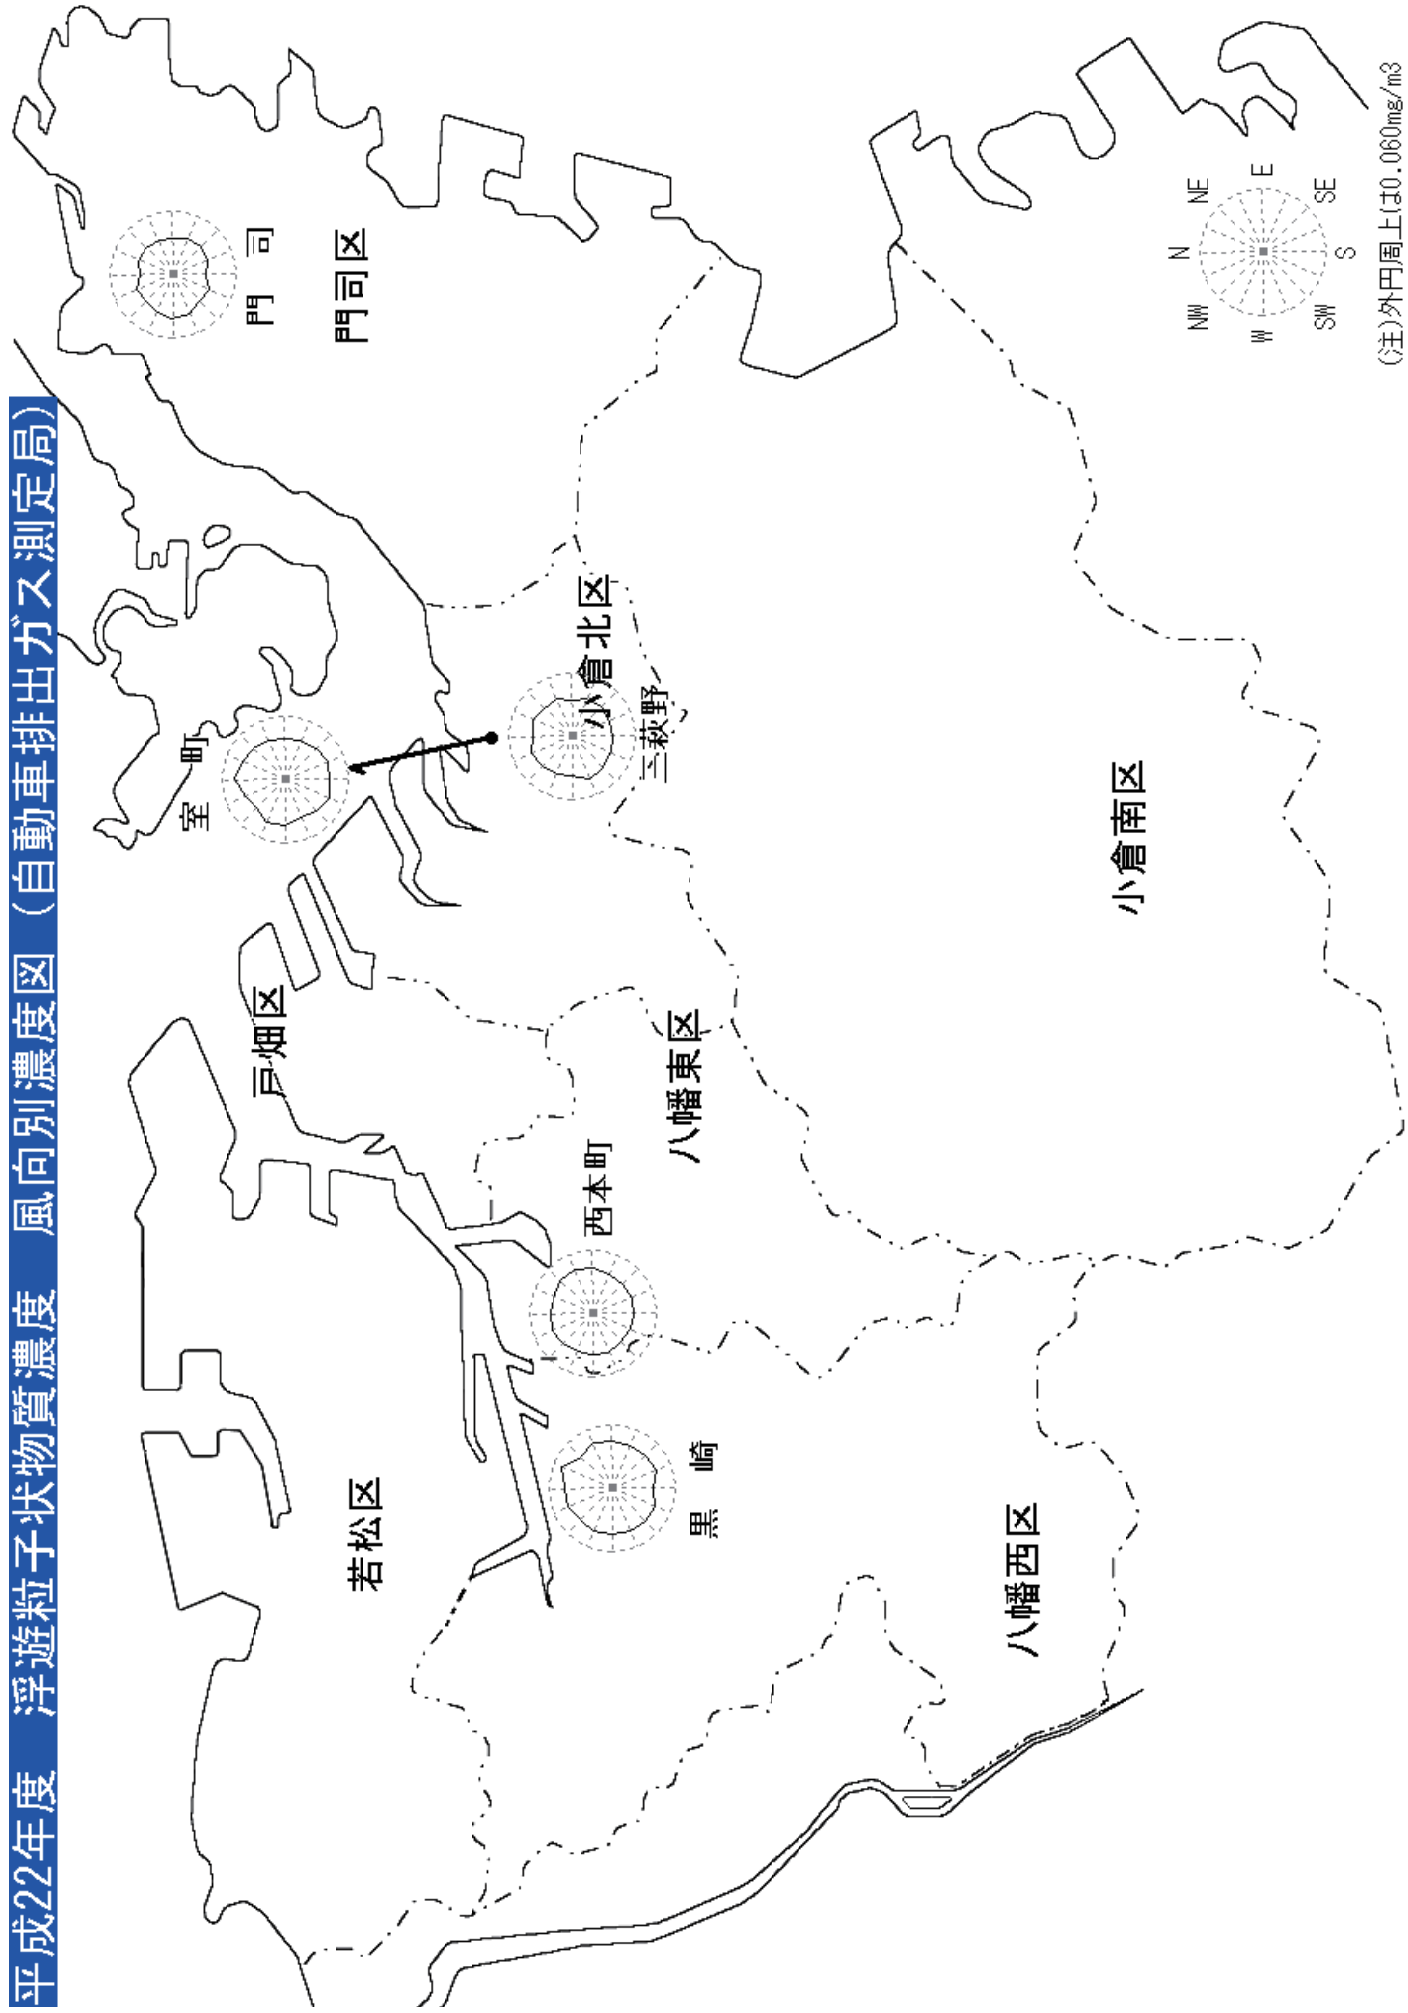 平成22年度　浮遊粒子状物質濃度　風向別濃度図（自動車排出ガス測定局）
門　司
門司区
室　町
小倉北区
三萩野
戸畑区
小倉南区
八幡東区
西本町
若松区
黒　崎
八幡西区
N
NE
E
SE
S
SW
W
NW
(注)外円周上は0.060mg/m3